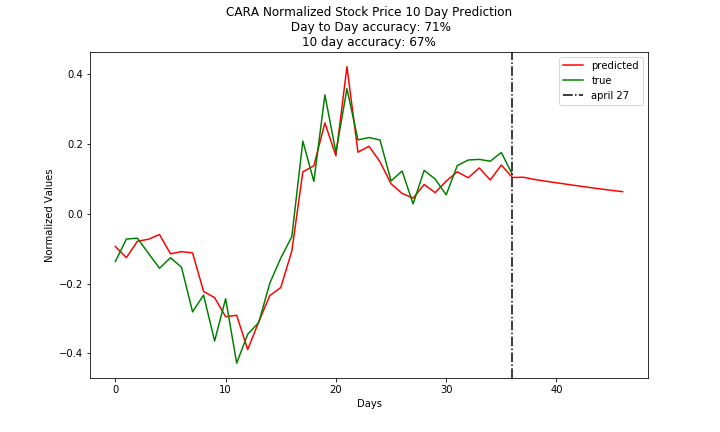 CARA Normalized Stock Price 10 Day Prediction
Day to Day accuracy: 71%
10 day accuracy: 67%
predicted
true
april 27
Normalized Values
0.4
0.2
0.0
−0.2
−0.4
0 10 20 30 40
Days